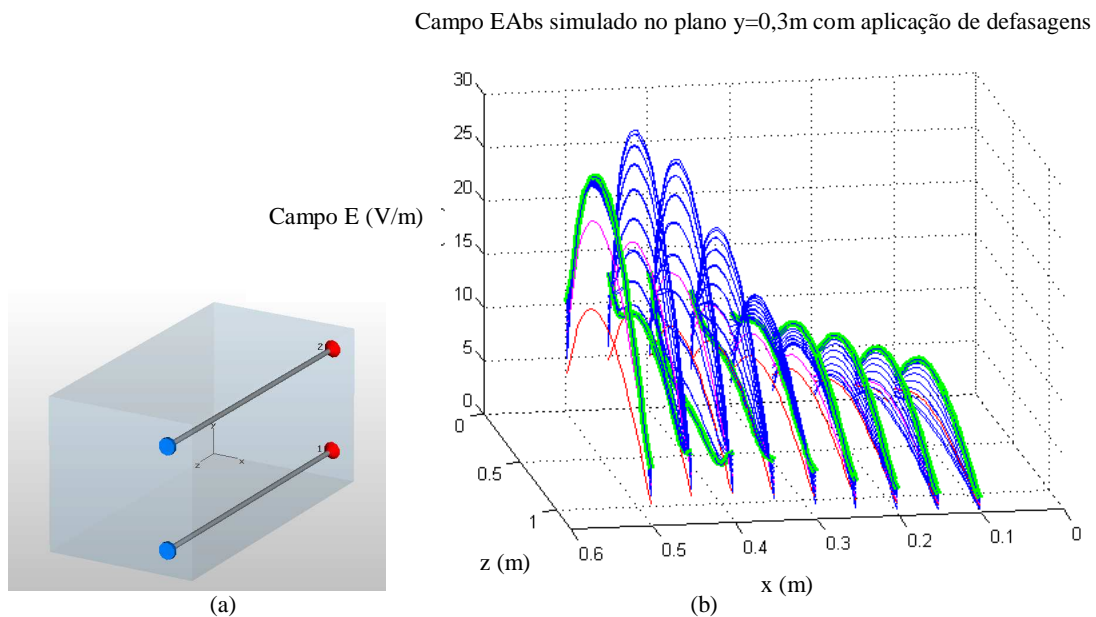 Campo EAbs simulado no plano y=0,3m com aplicação de defasagens
30
25
20
15
10
5
0
Campo E (V/m)
0
0.5
1
z (m)
0.6
0.5
0.4
0.3
0.2
0.1
0
x (m)
2
1
y
z
x
(a)
(b)